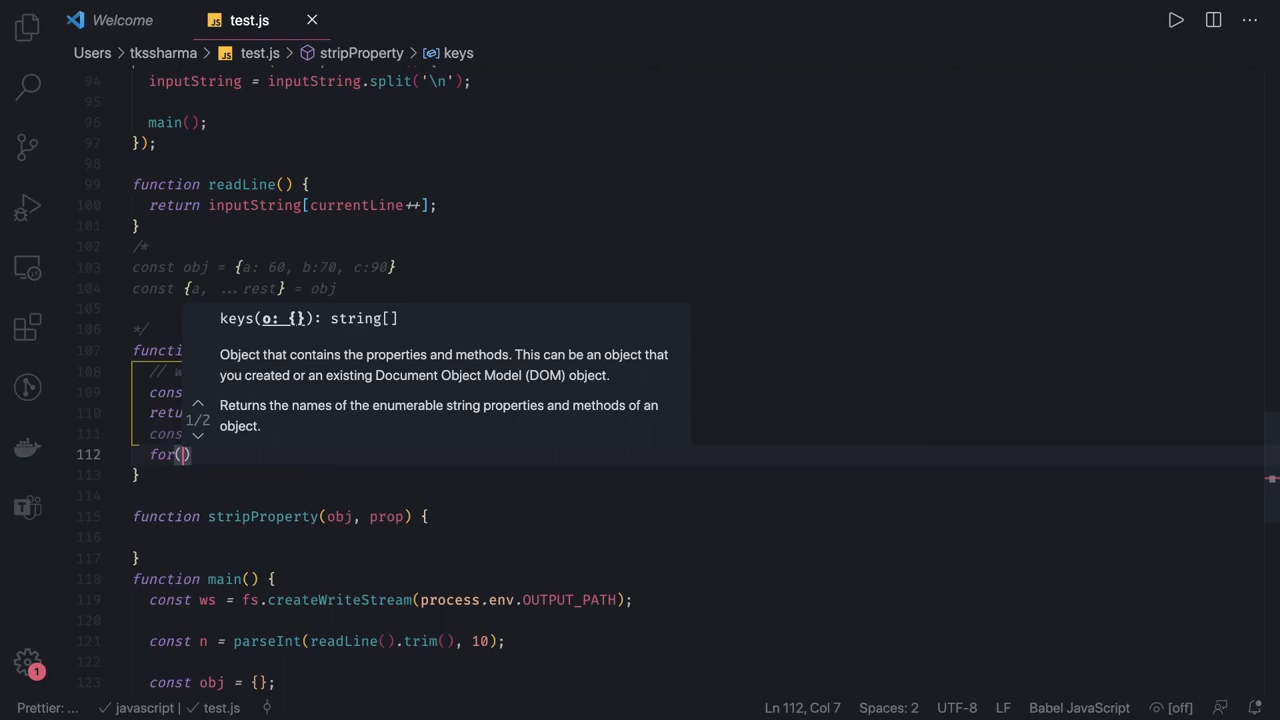 Welcome
JS test.js
Users > tkssharma > JS test.js > stripProperty > keys
94 inputString = inputString.split('\n');
95
96 main();
97 });
98
99 function readLine() {
100 return inputString[currentLine++];
101 }
102 /*
103 const obj = {a: 60, b:70, c:90}
104 const {a, ...rest} = obj
105
keys(o: {}): string[]
106 */
107 functi
Object that contains the properties and methods. This can be an object that
108 // w
you created or an existing Document Object Model (DOM) object.
109 cons
Returns the names of the enumerable string properties and methods of an
110 retu
1/2
object.
111 cons
112 for()
113 }
114
115 function stripProperty(obj, prop) {
116
117 }
118 function main() {
119 const ws = fs.createWriteStream(process.env.OUTPUT_PATH);
120
121 const n = parseInt(readLine().trim(), 10);
122
123 const obj = {};
1
Prettier: ... ✓ javascript | ✓ test.js Ln 112, Col 7 Spaces: 2 UTF-8 LF Babel JavaScript [off]